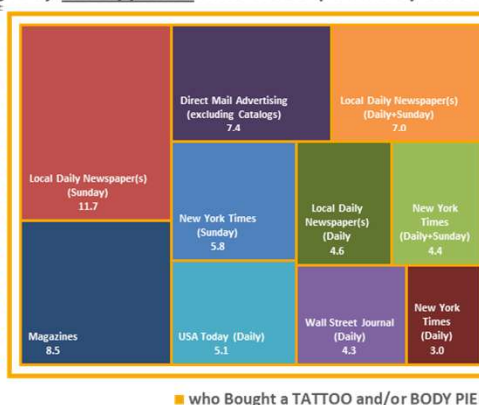 Local Daily Newspaper(s)
(Sunday)
11.7
Magazines
8.5
Direct Mail Advertising
(excluding Catalogs)
7.4
Local Daily Newspaper(s)
(Daily+Sunday)
7.0
New York Times
(Sunday)
5.8
USA Today (Daily)
5.1
Local Daily
Newspaper(s)
(Daily
4.6
New York
Times
(Daily+Sunday)
4.4
Wall Street Journal
(Daily)
4.3
New York
Times
(Daily)
3.0
who Bought a TATTOO and/or BODY PIE